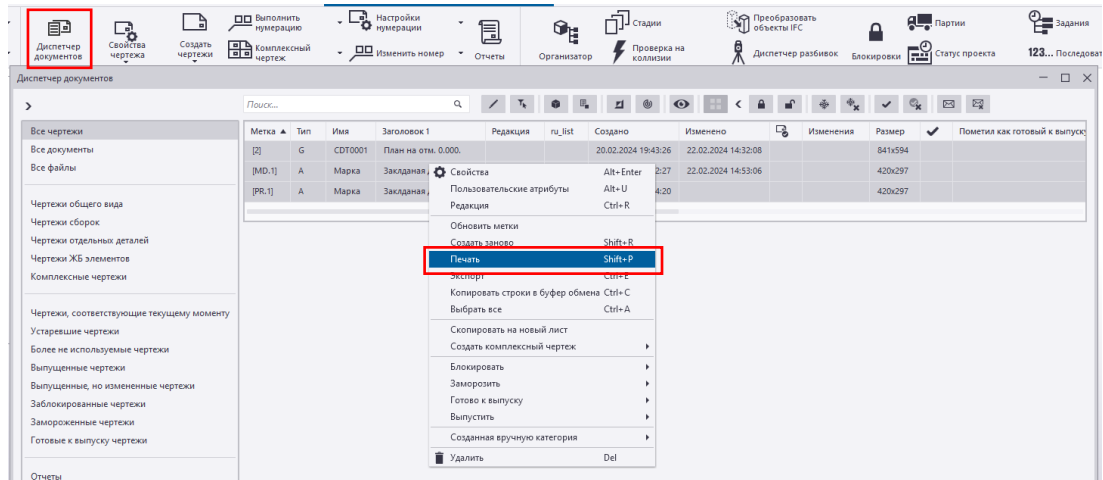 Диспетчер документов
Свойства чертежа
Создать чертежи
Выполнить нумерацию
Комплексный чертеж
Настройки нумерации
Изменить номер
Отчеты
Организатор
Стадии
Проверка на коллизии
Преобразовать объекты IFC
Диспетчер разбивок
Блокировки
Партии
Статус проекта
Задания
123... Последоват
Диспетчер документов
Поиск...
Метка Тип Имя Заголовок 1 Редакция ru_list Создано Изменено Изменения Размер Пометил как готовый к выпуску
[2] G CDT0001 План на отм. 0.000. 20.02.2024 19:43:26 22.02.2024 14:32:08 841x594
[MD.1] A Марка Закладная 2:27 22.02.2024 14:53:06 420x297
[PR.1] A Марка Закладная 4:20 420x297
Все чертежи
Все документы
Все файлы
Чертежи общего вида
Чертежи сборок
Чертежи отдельных деталей
Чертежи ЖБ элементов
Комплексные чертежи
Чертежи, соответствующие текущему моменту
Устаревшие чертежи
Более не используемые чертежи
Выпущенные чертежи
Выпущенные, но измененные чертежи
Заблокированные чертежи
Замороженные чертежи
Готовые к выпуску чертежи
Отчеты
Свойства Alt+Enter
Пользовательские атрибуты Alt+U
Редакция Ctrl+R
Обновить метки
Создать заново Shift+R
Печать Shift+P
Экспорт Ctrl+E
Копировать строки в буфер обмена Ctrl+C
Выбрать все Ctrl+A
Скопировать на новый лист
Создать комплексный чертеж
Блокировать
Заморозить
Готово к выпуску
Выпустить
Созданная вручную категория
Удалить Del